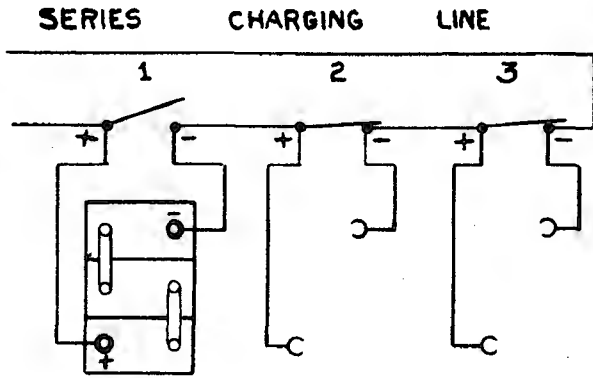 SERIES CHARGING LINE
1 2 3
+ - + - + -
-
+